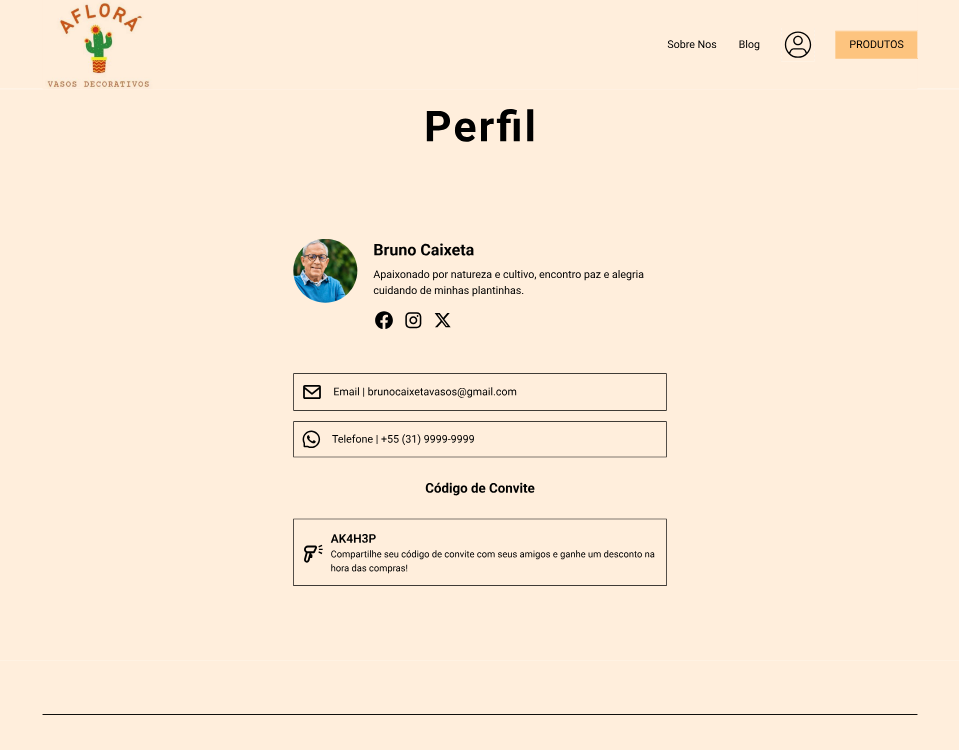 AFLORÁ
VASOS DECORATIVOS
Sobre Nos
Blog
PRODUTOS
Perfil
Bruno Caixeta
Apaixonado por natureza e cultivo, encontro paz e alegria
cuidando de minhas plantinhas.
Email | brunocaixetavasos@gmail.com
Telefone | +55 (31) 9999-9999
Código de Convite
AK4H3P
Compartilhe seu código de convite com seus amigos e ganhe um desconto na
hora das compras!